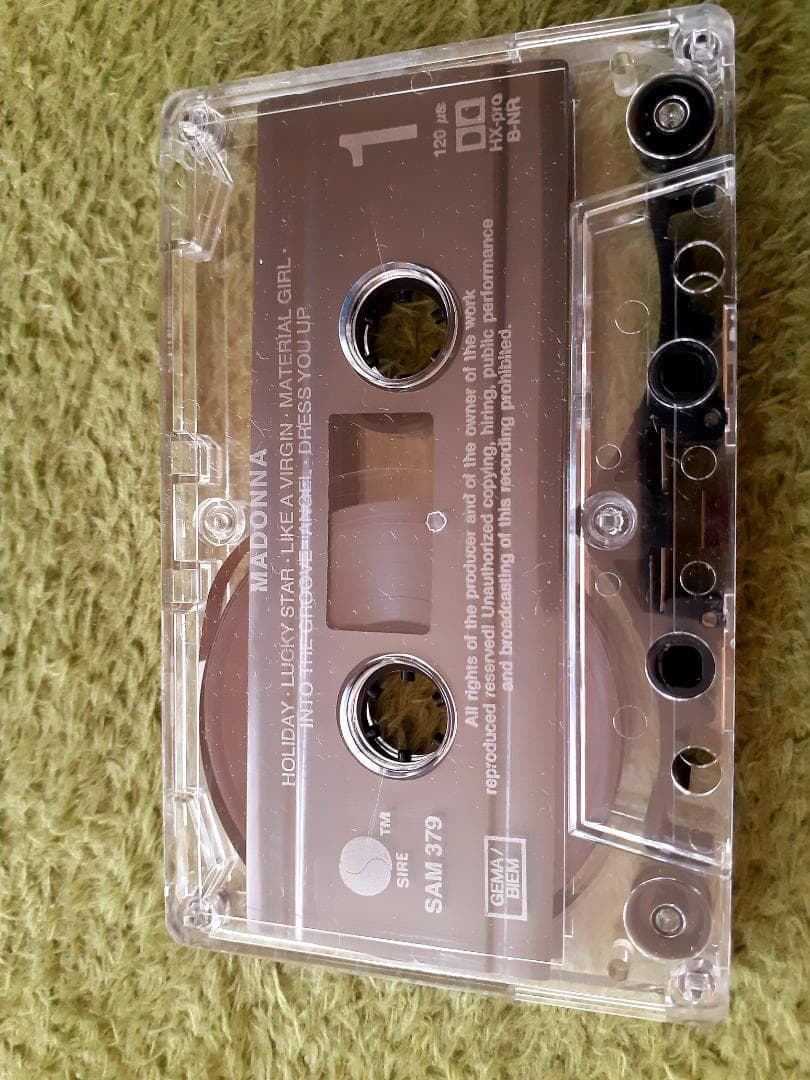 MADONNA
HOLIDAY · LUCKY STAR · LIKE A VIRGIN · MATERIAL GIRL ·
INTO THE GROOVE · ANGEL · DRESS YOU UP
1
120 µs
HX-pro
B-NR
SIRE
TM
SAM 379
All rights of the producer and of the owner of the work
reproduced reserved! Unauthorized copying, hiring, public performance
and broadcasting of this recording prohibited.
GEMA/
BIEM